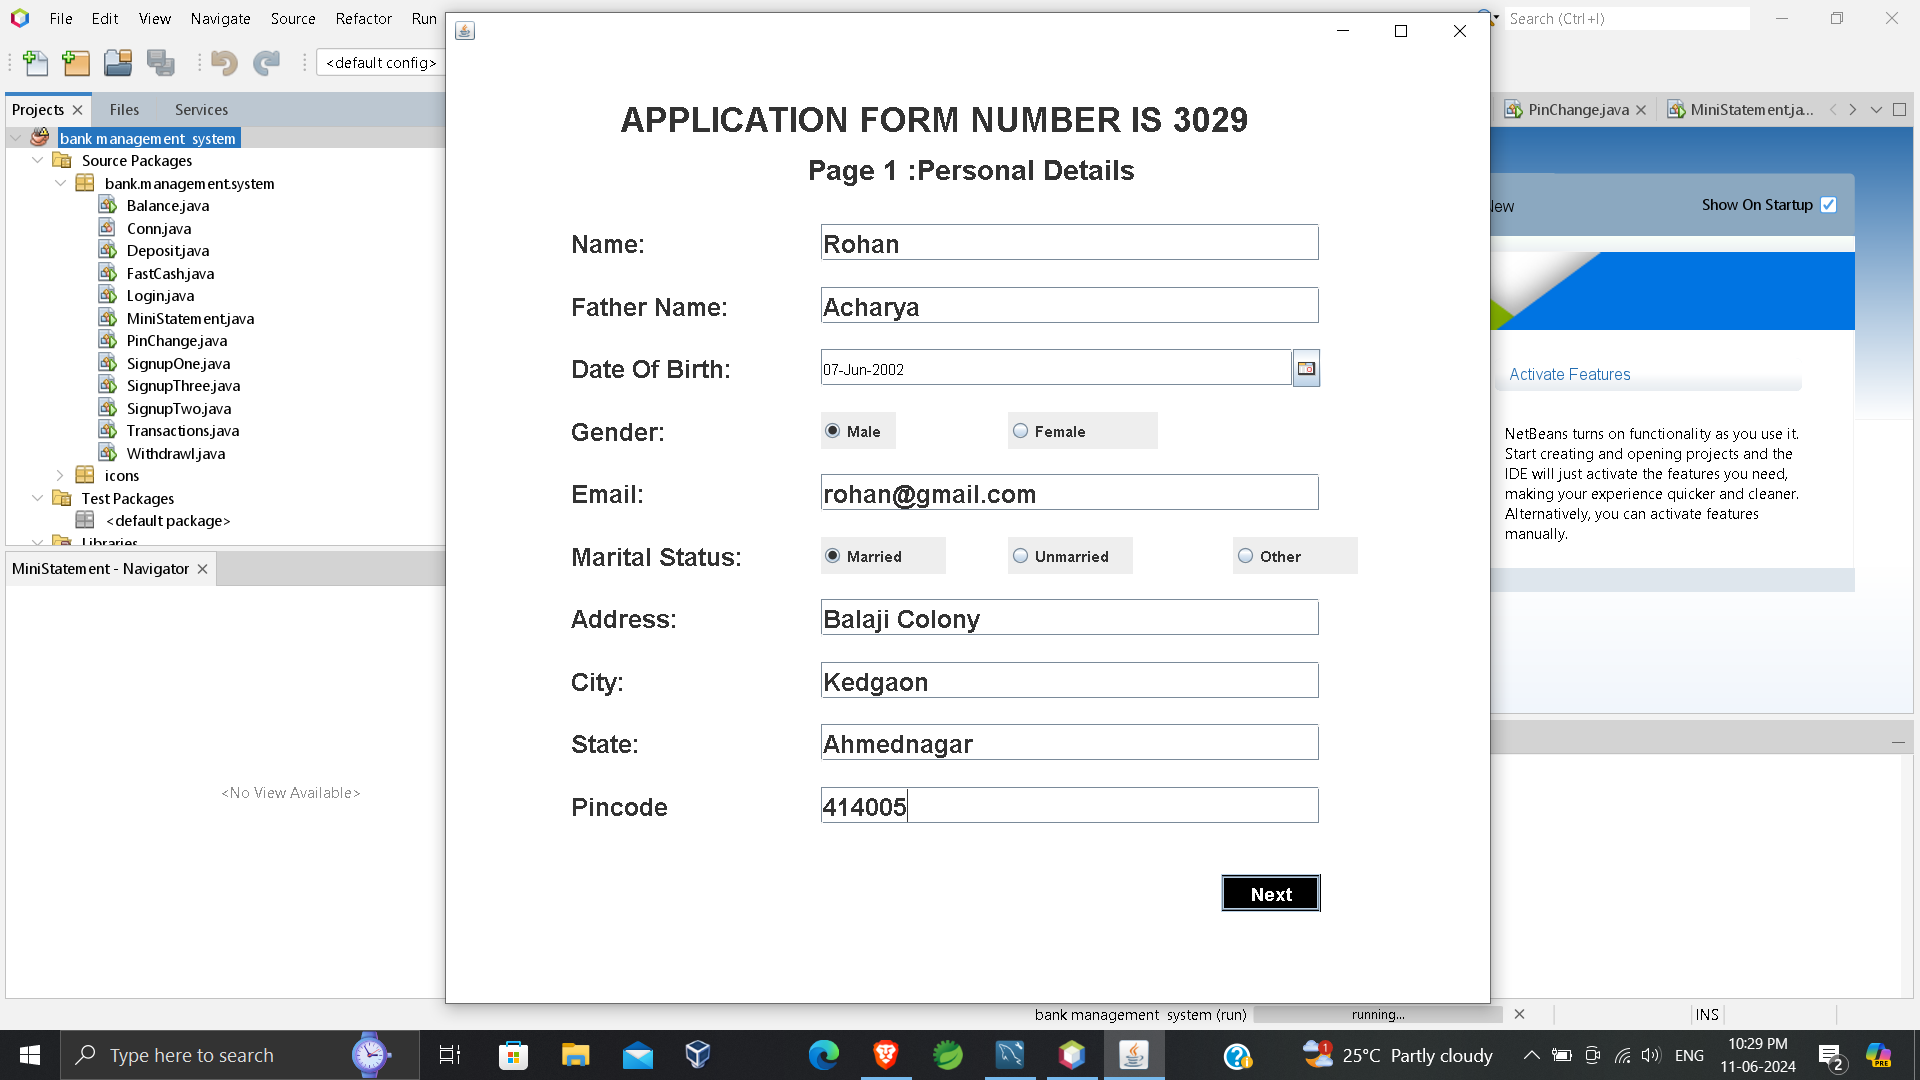 File Edit View Navigate Source Refactor Run
Search (Ctrl+I)
<default config>
Projects Files Services
bank management system
Source Packages
bank.management.system
Balance.java
Conn.java
Deposit.java
FastCash.java
Login.java
MiniStatement.java
PinChange.java
SignupOne.java
SignupThree.java
SignupTwo.java
Transactions.java
Withdrawl.java
icons
Test Packages
<default package>
Libraries
MiniStatement - Navigator
<No View Available>
APPLICATION FORM NUMBER IS 3029
Page 1 :Personal Details
Name: Rohan
Father Name: Acharya
Date Of Birth: 07-Jun-2002
Gender: Male Female
Email: rohan@gmail.com
Marital Status: Married Unmarried Other
Address: Balaji Colony
City: Kedgaon
State: Ahmednagar
Pincode 414005
Next
PinChange.java MiniStatement.ja...
Show On Startup
Activate Features
NetBeans turns on functionality as you use it.
Start creating and opening projects and the
IDE will just activate the features you need,
making your experience quicker and cleaner.
Alternatively, you can activate features
manually.
bank management system (run) running... INS
Type here to search
1
25°C Partly cloudy
ENG
10:29 PM
11-06-2024
2
PRE